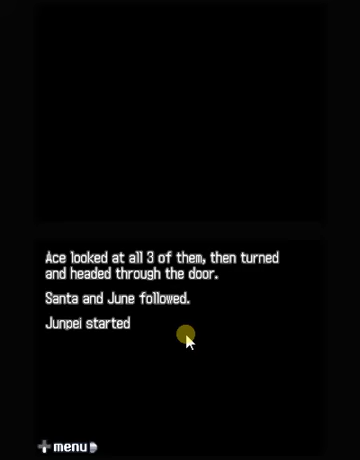 Ace looked at all 3 of them, then turned
and headed through the door.
Santa and June followed.
Junpei started
menu